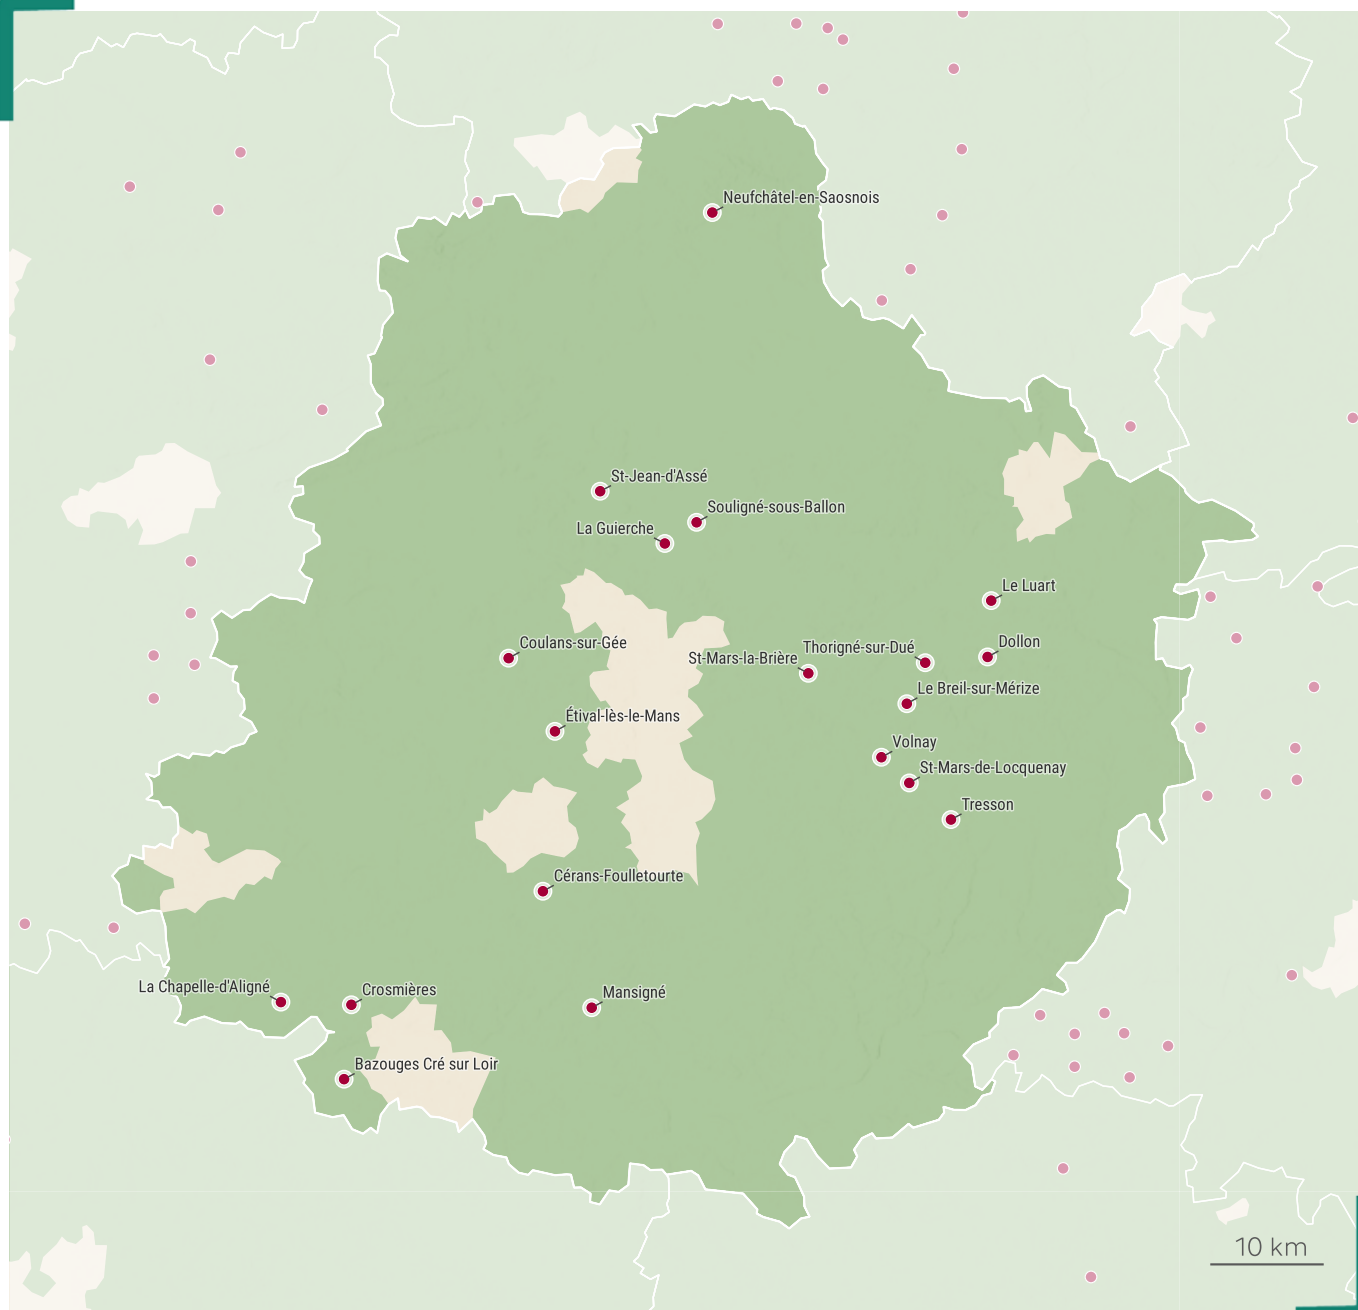 Neufchâtel-en-Saosnois
St-Jean-d'Assé
Souligné-sous-Ballon
La Guierche
Le Luart
Coulans-sur-Gée
Dollon
Thorigné-sur-Dué
St-Mars-la-Brière
Le Breil-sur-Mérize
Étival-lès-le-Mans
Volnay
St-Mars-de-Locquenay
Tresson
Cérans-Foulletourte
La Chapelle-d'Aligné
Crosmières
Mansigné
Bazouges Cré sur Loir
10 km